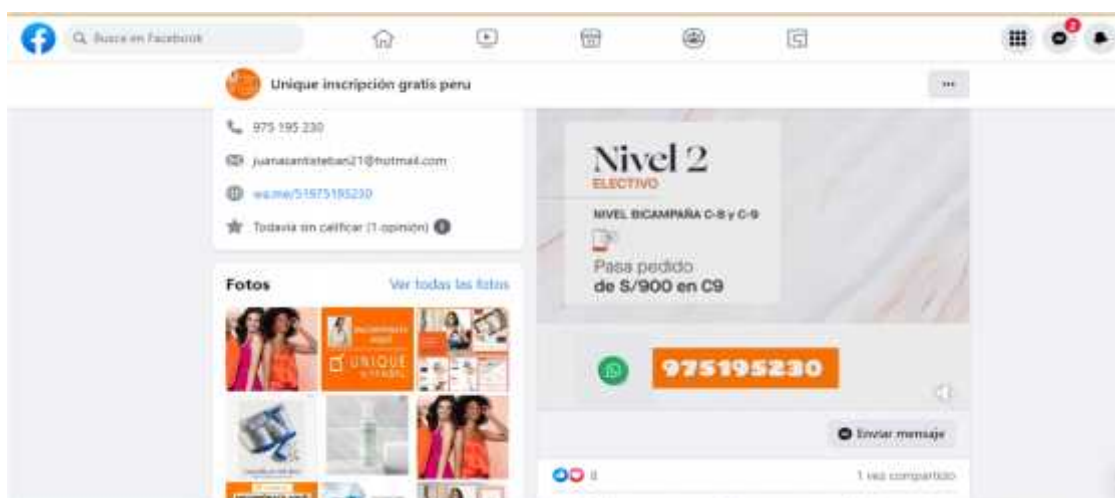 Busca en Facebook
2
Unique inscripción gratis peru
975 195 230
juanasantisteban21@hotmail.com
wa.me/51975195230
Todavía sin calificar (1 opinión)
Fotos
Ver todas las fotos
UNIQUE
Nivel 2
ELECTIVO
NIVEL BICAMPAÑA C-8 y C-9
Pasa pedido
de S/900 en C9
975195230
Enviar mensaje
8
1 vez compartido